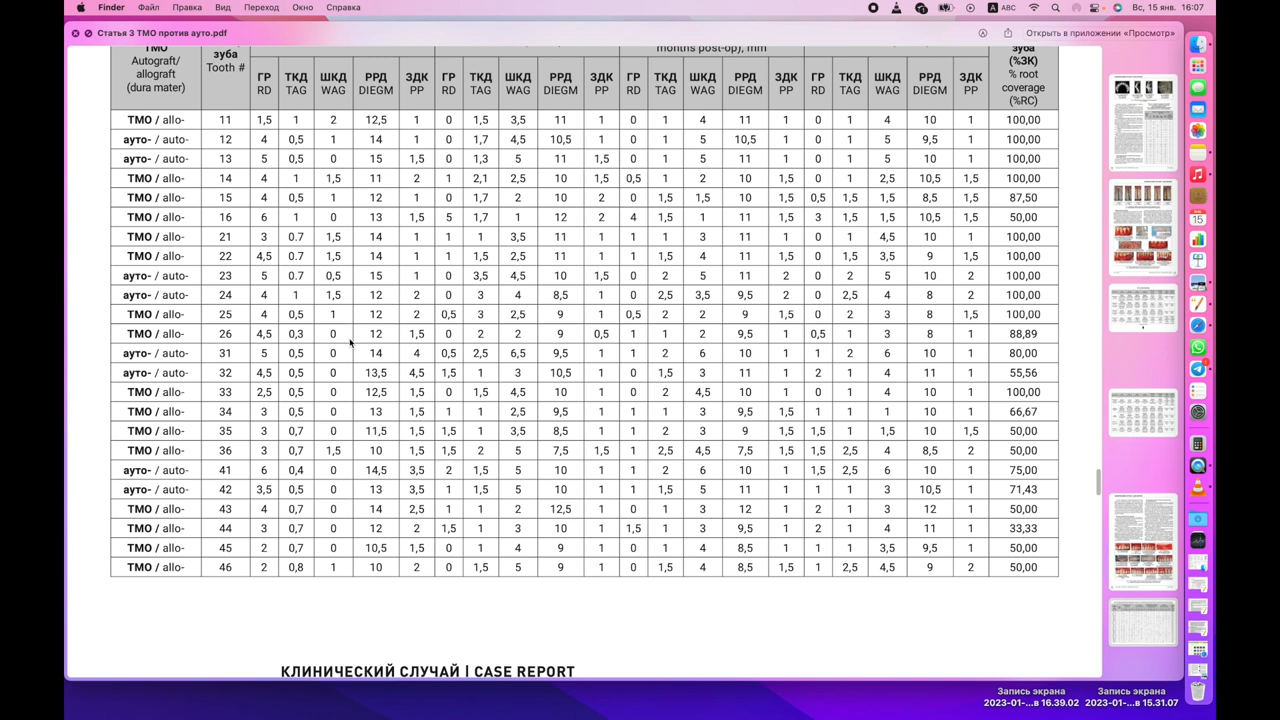 Finder Файл Правка Вид Переход Окно Справка ABC Вс, 15 янв. 16:07
Статья 3 ТМО против ауто.pdf Открыть в приложении «Просмотр»
ТМО
Autograft/
allograft
(dura mater)
зуба
Tooth #
months post-op), mm
зуба
(%ЗК)
% root
coverage
(%RC)
ГР ТКД ШКД РРД ЗДК ГР ТКД ШКД РРД ЗДК ГР ТКД ШКД РРД ЗДК ГР ТКД ШКД РРД ЗДК
RD TAG WAG DIEGM PP RD TAG WAG DIEGM PP RD TAG WAG DIEGM PP RD TAG WAG DIEGM PP
ТМО / allo- 11 1,5 1 2 12,5 1 0 1,5 3,5 11 1 0 1 4 11 1 0 1 4 10 1 100,00
ауто- / auto- 12 4 0,5 1 14 1 0 1,7 4,5 10,5 1 0 1 5 10,5 1 0 1 5 9,5 1 100,00
ауто- / auto- 13 5 0,5 0 15 1,5 0 1,3 5 11 1,5 0 1 5 11 1 0 1 5 10 1 100,00
ТМО / allo- 14 4 1 1,5 11 1 1 2,1 2,5 10 1,5 0,5 1 2 10 1,5 0 1 2,5 10,5 1,5 100,00
ТМО / allo- 15 4 0,5 1 12 1 0 1,7 2 10 2 0 1,5 1,5 10 1,5 0,5 1,5 1,5 8,5 1,5 87,50
ТМО / allo- 16 6 1 0 13 1,5 1 1,7 1 12 2 4 1,5 1,5 11 1,5 3 1,5 1,5 10,5 1,5 50,00
ТМО / allo- 21 3 0.7 1,5 14 1 0 1 3,5 11 1 1 1 3 11 1 0 1 4,5 10 1 100,00
ТМО / allo- 22 4,5 0.7 1,5 14 1 0 1,5 2,5 11 1 1 1,5 4 11 1 0 1,5 3,5 9 1,5 100,00
ауто- / auto- 23 5 0.7 0,5 15 1 0 3,5 4,5 10 1,5 0 2 5 11 2 0 2 5 10 2 100,00
ауто- / auto- 24 4 1 1,5 12 2 0 3 4 8,5 1 0 2,5 3,5 9,5 2 0 2,5 4 8 2 100,00
ТМО / allo- 25 4 0,5 1 12 2 0,5 3 2,5 9 1 0,5 2 2 9 1,5 0 2 3 8 1,5 100,00
ТМО / allo- 26 4,5 0,3 0 12 1,5 1 2 2 9 0,5 1 1 2 9,5 1 0,5 1 3 8 1 88,89
ауто- / auto- 31 5 0,5 0 14 4 0,5 2,5 6,5 9,5 1 1 2 6 10 1 1 2 6 10 1 80,00
ауто- / auto- 32 4,5 0,5 0 13,5 4,5 1,5 1 3 10,5 1 1 1,5 3 11 1 2 1 4 11 1 55,56
ТМО / allo- 33 2,5 0,5 0 12,5 1,5 0 1,5 4,5 10 1 0 2 4,5 10 1 0 1 4 10 1 100,00
ТМО / allo- 34 3 0,5 0 13 1,5 1 1 2,5 9,5 1 1 1 3 9,5 1,5 1 1 1 10 1 66,67
ТМО / allo- 35 3 0,7 0 11,5 1,5 1 1,5 3,5 8,5 1 1 2 3 9 1,5 1,5 1 1,5 10 1,5 50,00
ТМО / allo- 36 3 0,7 1,5 10 1,5 1,5 2 5 7,5 1,5 1 2,5 4,5 7,5 1,5 1,5 2,5 4 8,5 2 50,00
ауто- / auto- 41 6 0,4 0 14,5 3,5 2 1,5 5 10 1 1 2 6 10 1 1,5 2,5 6 10 1 75,00
ауто- / auto- 42 3,5 0,5 0 13 3,5 1 1,5 5 10 1 1 1,5 5 11 1 1 1 4 10,5 1 71,43
ТМО / allo- 43 4 0,7 0 14 2,5 1 1 2 12,5 1 1 1 2 12 1 2 1 3 12 1 50,00
ТМО / allo- 44 3 0,7 0 12 2 1,5 1 3 10 1 1,5 1 3 9,5 1 2 1 4 11 1 33,33
ТМО / allo- 45 2 0,7 0 10,5 1,5 1 1 4 9 1 0 1 4 8,5 1 1 1 3,5 9,5 1 50,00
ТМО / allo- 46 2 0,8 1 10 2 1 1,5 5 9 1 0 1,5 4 8,5 1,5 1 2,5 4,5 9 2 50,00
КЛИНИЧЕСКИЙ СЛУЧАЙ | CASE REPORT
Запись экрана Запись экрана
2023-01-...в 16.39.02 2023-01-...в 15.31.07